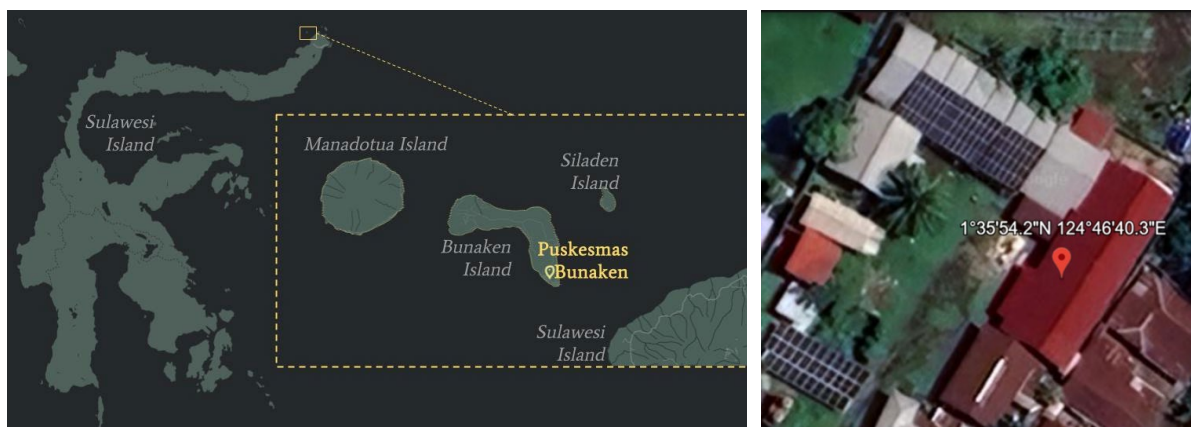 Sulawesi
Island
Manadotua Island
Siladen
Island
Bunaken
Island
Puskesmas
Bunaken
Sulawesi
Island
1°35'54.2"N 124°46'40.3"E